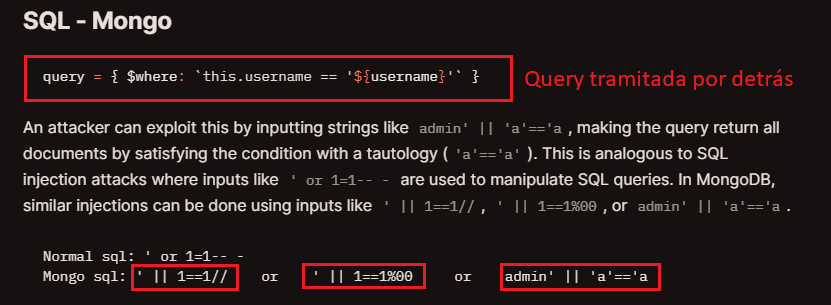 SQL - Mongo
query = { $where: `this.username == '${username}'` }
Query tramitada por detrás
An attacker can exploit this by inputting strings like admin' || 'a'=='a , making the query return all
documents by satisfying the condition with a tautology ( 'a'=='a' ). This is analogous to SQL
injection attacks where inputs like ' or 1=1-- - are used to manipulate SQL queries. In MongoDB,
similar injections can be done using inputs like ' || 1==1// , ' || 1==1%00 , or admin' || 'a'=='a .
Normal sql: ' or 1=1-- -
Mongo sql: ' || 1==1// or ' || 1==1%00 or admin' || 'a'=='a